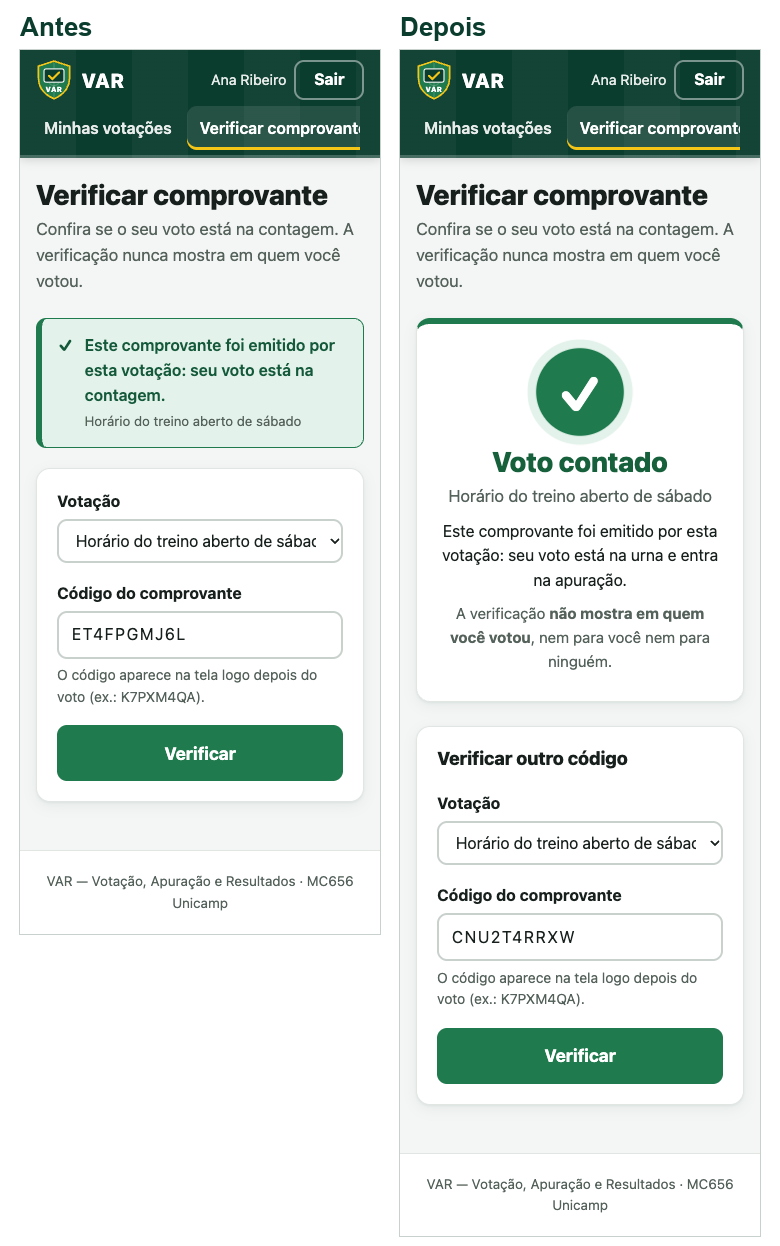 Antes
VAR
VAR
Ana Ribeiro
Sair
Minhas votações
Verificar comprovante
Verificar comprovante
Confira se o seu voto está na contagem. A
verificação nunca mostra em quem você
votou.
Este comprovante foi emitido por
esta votação: seu voto está na
contagem.
Horário do treino aberto de sábado
Votação
Horário do treino aberto de sábac
Código do comprovante
ET4FPGMJ6L
O código aparece na tela logo depois do
voto (ex.: K7PXM4QA).
Verificar
VAR — Votação, Apuração e Resultados · MC656
Unicamp
Depois
VAR
VAR
Ana Ribeiro
Sair
Minhas votações
Verificar comprovante
Verificar comprovante
Confira se o seu voto está na contagem. A
verificação nunca mostra em quem você
votou.
Voto contado
Horário do treino aberto de sábado
Este comprovante foi emitido por esta
votação: seu voto está na urna e entra
na apuração.
A verificação não mostra em quem
você votou, nem para você nem para
ninguém.
Verificar outro código
Votação
Horário do treino aberto de sábac
Código do comprovante
CNU2T4RRXW
O código aparece na tela logo depois do
voto (ex.: K7PXM4QA).
Verificar
VAR — Votação, Apuração e Resultados · MC656
Unicamp